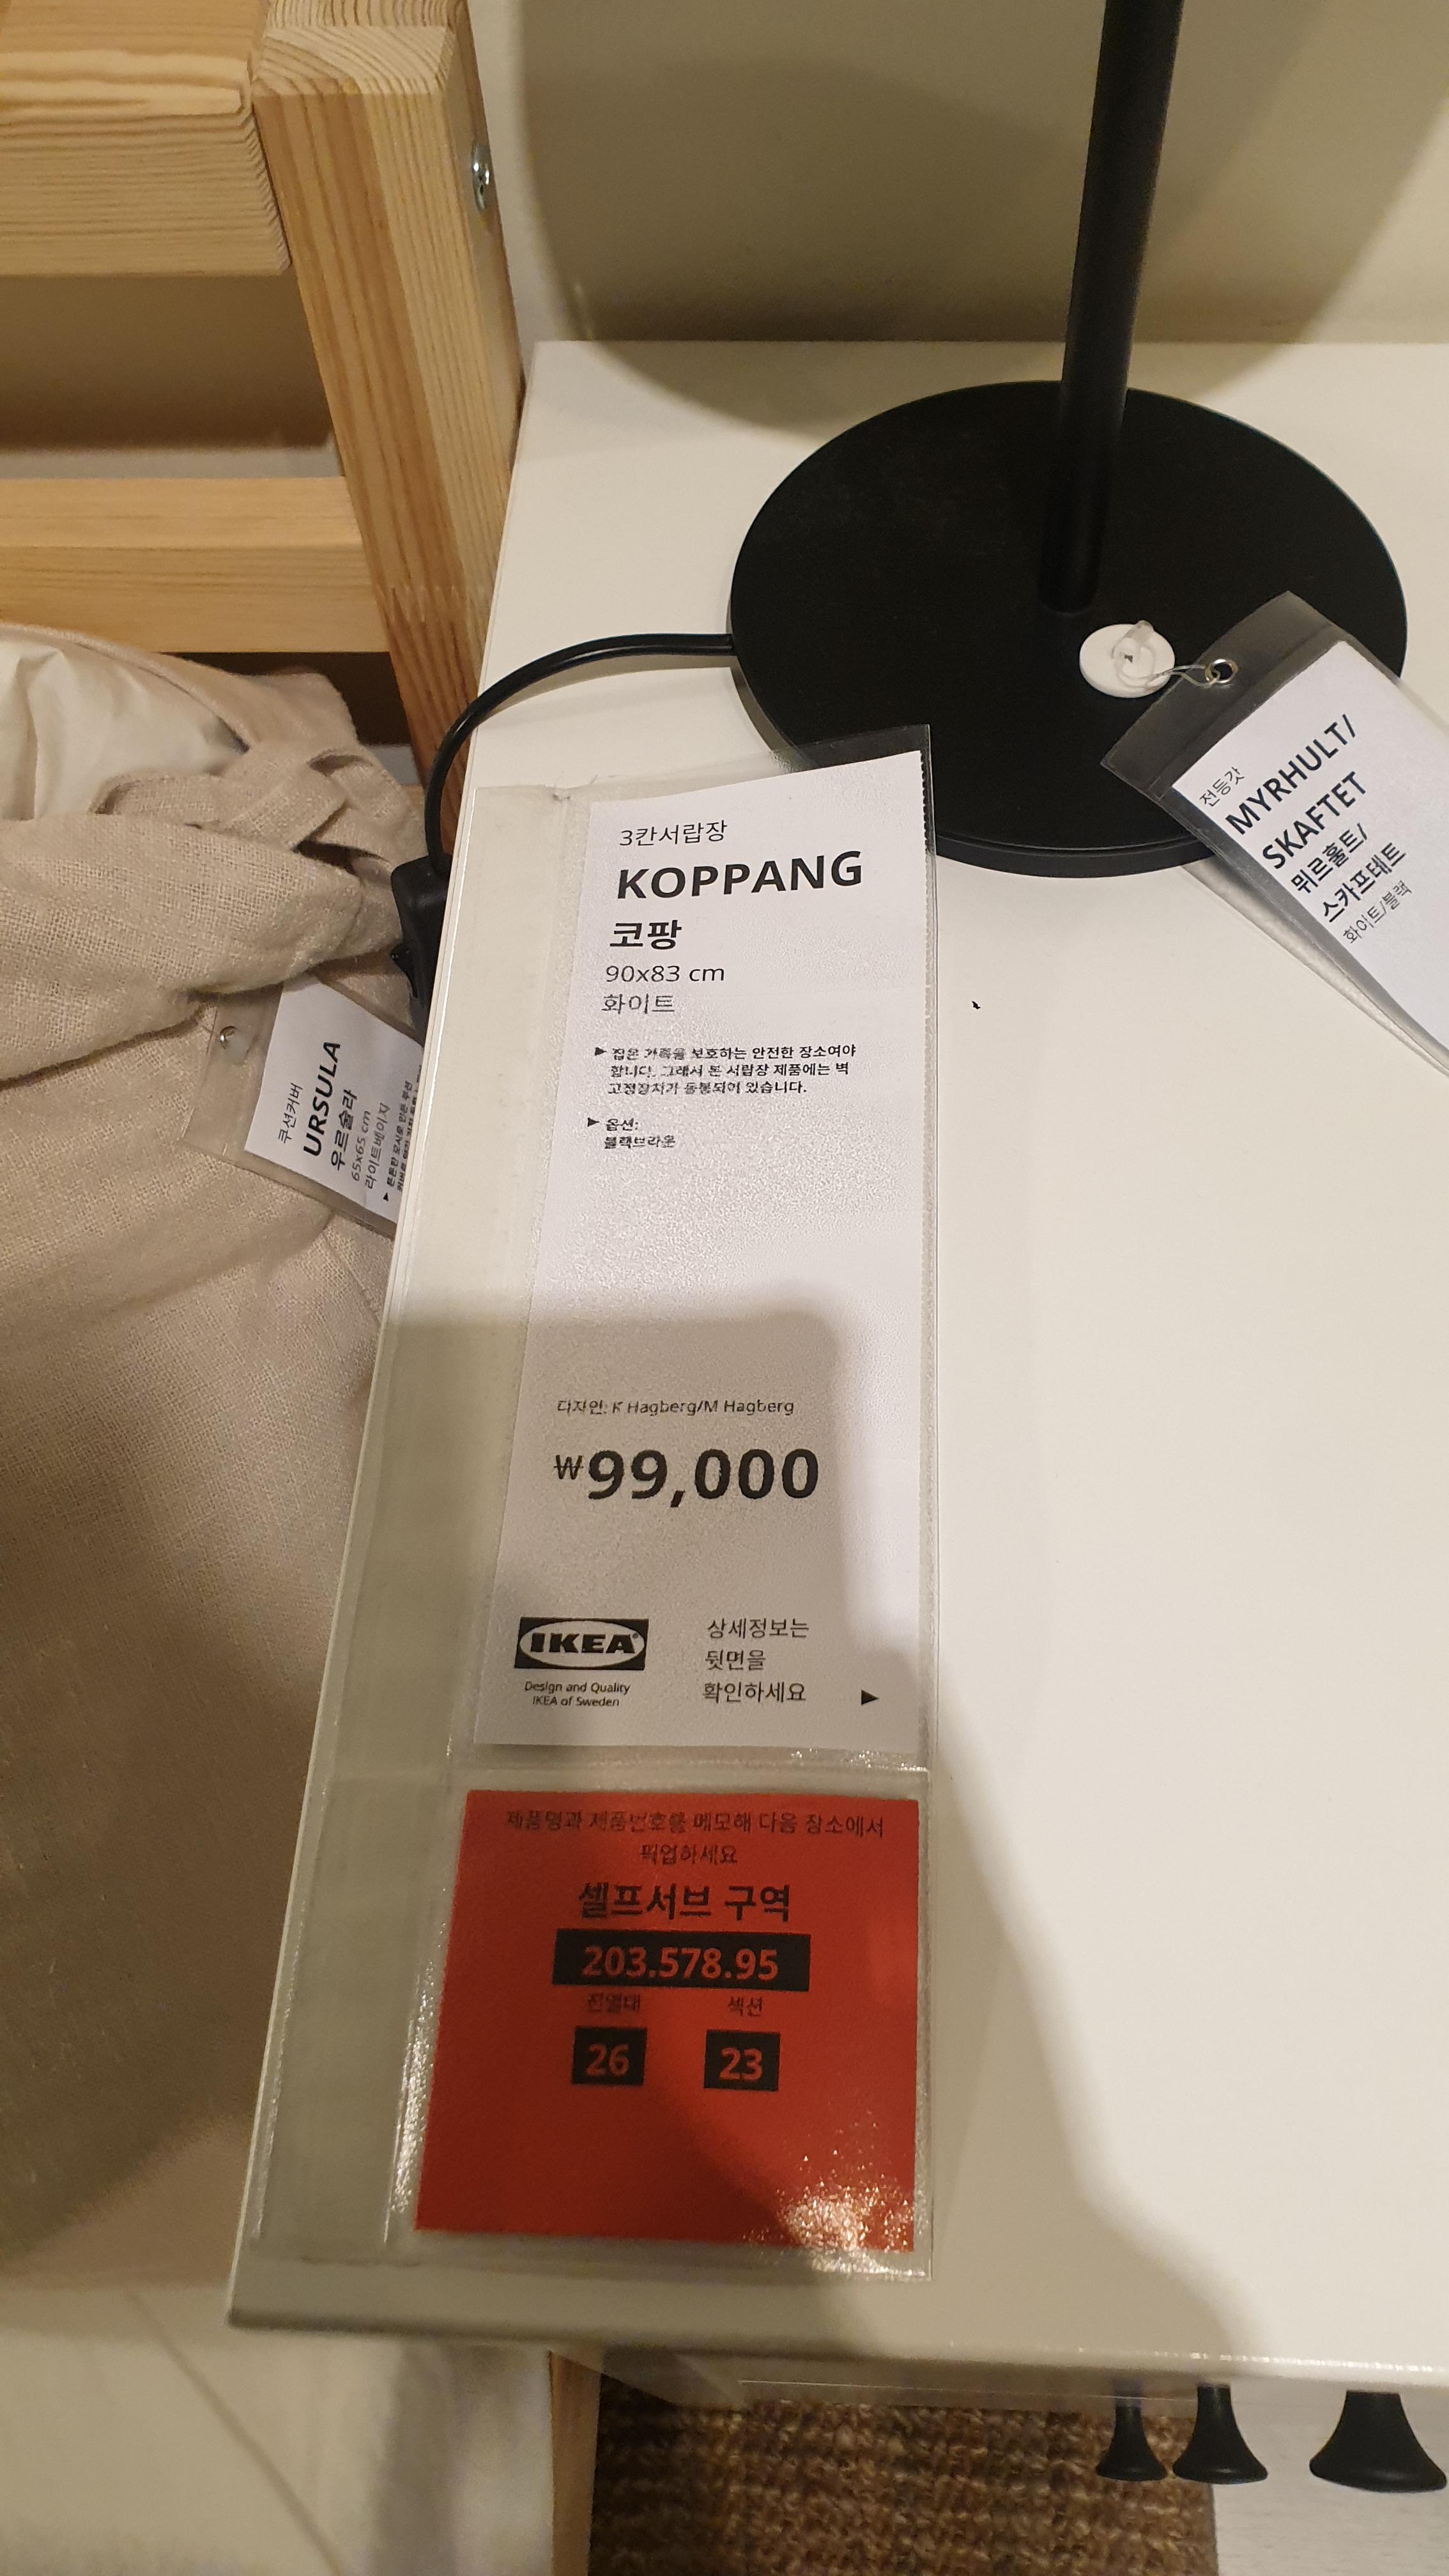 3칸서랍장
KOPPANG
코팡
90x83 cm
화이트
▶ 집은 가족을 보호하는 안전한 장소여야
합니다. 그래서 본 서랍장 제품에는 벽
고정장치가 동봉되어 있습니다.
▶ 옵션:
블랙브라운
디자인: K Hagberg/M Hagberg
₩99,000
IKEA
Design and Quality
IKEA of Sweden
상세정보는
뒷면을
확인하세요 ▶
제품명과 제품번호를 메모해 다음 장소에서
픽업하세요
셀프서브 구역
203.578.95
진열대 섹션
26 23
전등갓
MYRHULT/
SKAFTET
뮈르훌트/
스카프테트
화이트/블랙
쿠션커버
URSULA
우르술라
65x65 cm
라이트베이지